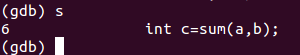 (gdb) s
6	    int c=sum(a,b);
(gdb)